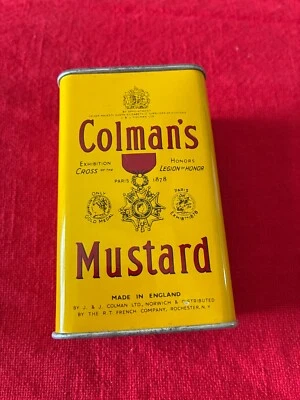 Colman's
EXHIBITION HONORS
CROSS OF THE LEGION OF HONOR
PARIS 1878
ONLY PARIS
GOLD MEDAL
Mustard
MADE IN ENGLAND
BY J. & J. COLMAN LTD., NORWICH & DISTRIBUTED
BY THE R.T. FRENCH COMPANY, ROCHESTER, N.Y.